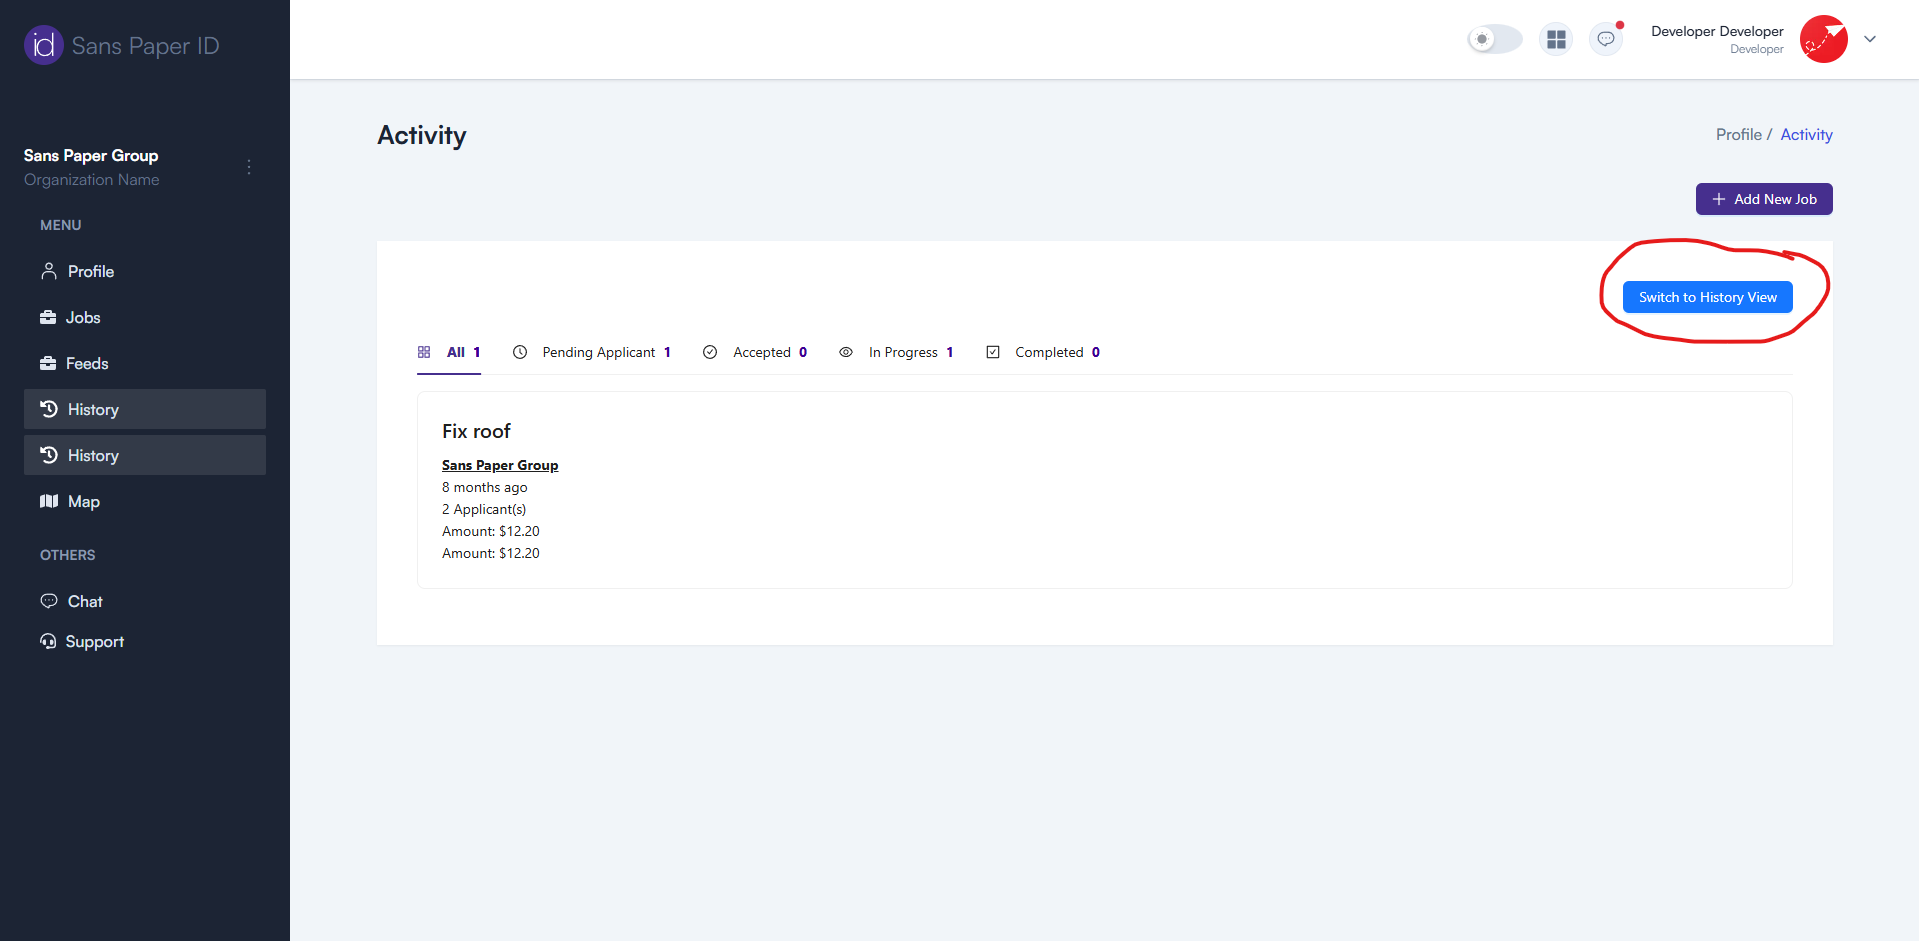 id Sans Paper ID
Developer Developer
Developer
Sans Paper Group
Organization Name
MENU
Profile
Jobs
Feeds
History
History
Map
OTHERS
Chat
Support
Activity
Profile / Activity
+ Add New Job
Switch to History View
All 1 Pending Applicant 1 Accepted 0 In Progress 1 Completed 0
Fix roof
Sans Paper Group
8 months ago
2 Applicant(s)
Amount: $12.20
Amount: $12.20